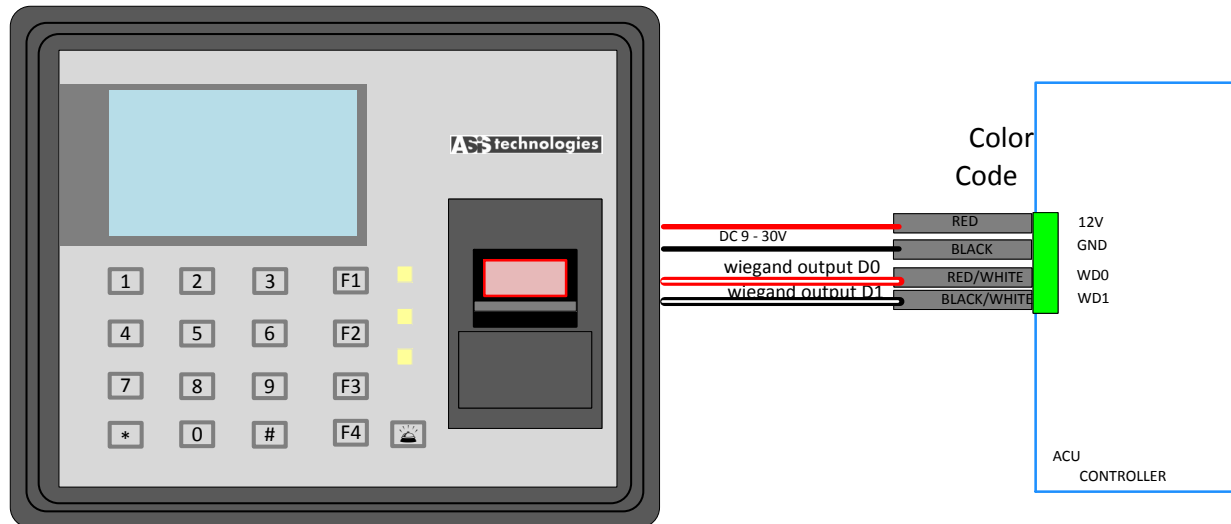 ASiS technologies
Color
Code
RED
12V
DC 9 - 30V
BLACK
GND
wiegand output D0
RED/WHITE
WD0
wiegand output D1
BLACK/WHITE
WD1
1 2 3 F1
4 5 6 F2
7 8 9 F3
* 0 # F4
ACU
CONTROLLER